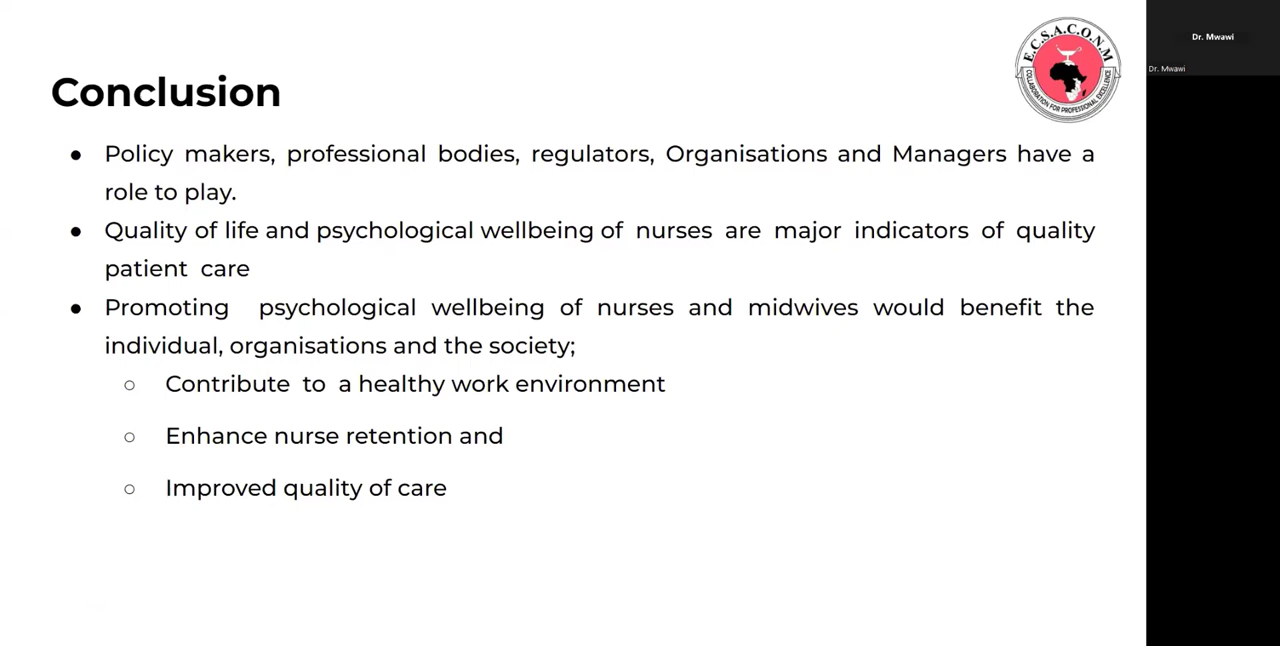 Conclusion
● Policy makers, professional bodies, regulators, Organisations and Managers have a
role to play.
● Quality of life and psychological wellbeing of nurses are major indicators of quality
patient care
● Promoting psychological wellbeing of nurses and midwives would benefit the
individual, organisations and the society;
○ Contribute to a healthy work environment
○ Enhance nurse retention and
○ Improved quality of care
E.C.S.A.C.O.N.M
COLLABORATION FOR PROFESSIONAL EXCELLENCE
Dr. Mwawi
Dr. Mwawi